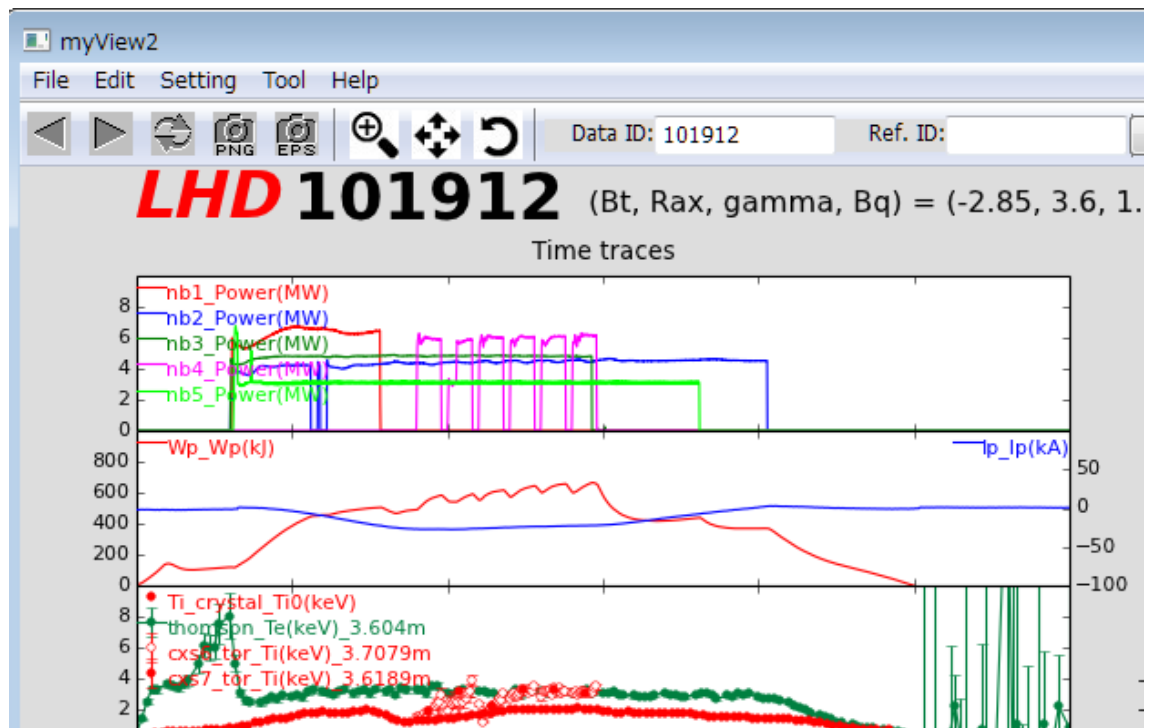 myView2
File Edit Setting Tool Help
PNG EPS Data ID: 101912 Ref. ID:
LHD 101912 (Bt, Rax, gamma, Bq) = (-2.85, 3.6, 1.
Time traces
nb1_Power(MW)
8
nb2_Power(MW)
6
nb3_Power(MW)
4
nb4_Power(MW)
2
nb5_Power(MW)
0
Wp_Wp(kJ) Ip_Ip(kA)
800
50
600
0
400
200
-50
0
-100
Ti_crystal_Ti0(keV)
8
thomson_Te(keV)_3.604m
6
tor_Ti(keV)_3.7079m
4
cxs7_tor_Ti(keV)_3.6189m
2